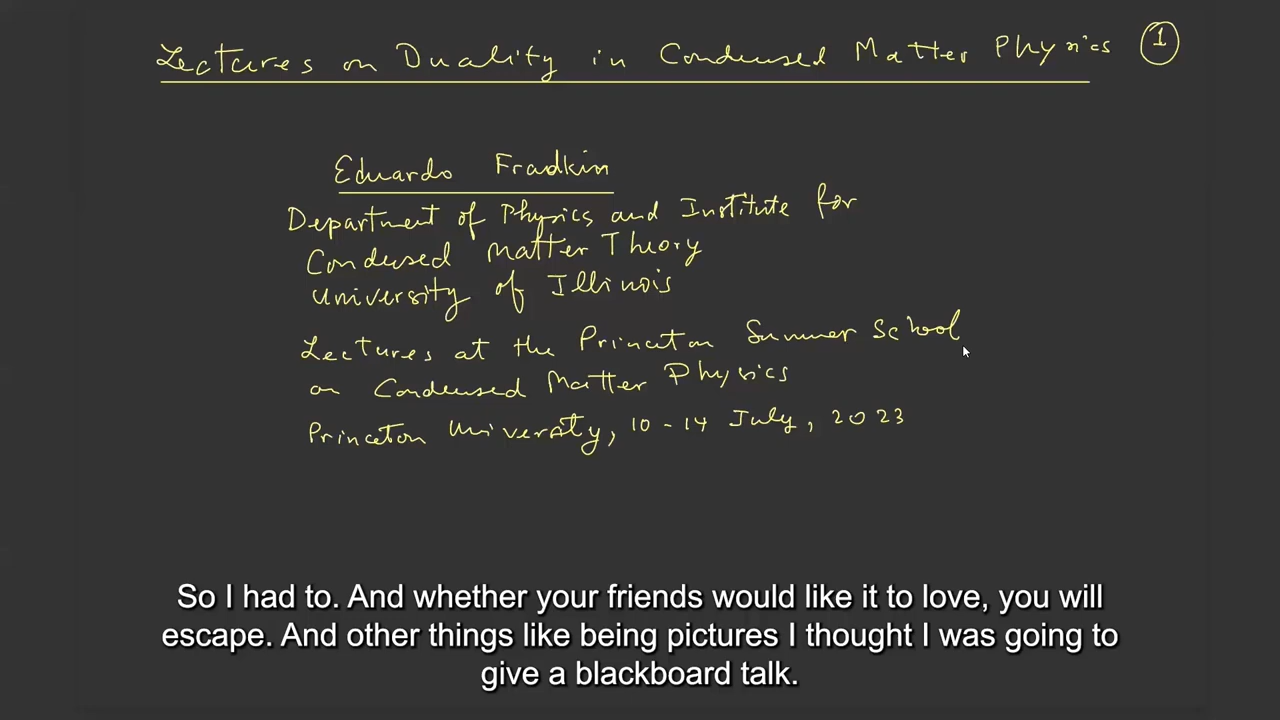 Lectures on Duality in Condensed Matter Physics 1
Eduardo Fradkin
Department of Physics and Institute for
Condensed Matter Theory
University of Illinois
Lectures at the Princeton Summer School
on Condensed Matter Physics
Princeton University, 10-14 July, 2023
So I had to. And whether your friends would like it to love, you will
escape. And other things like being pictures I thought I was going to
give a blackboard talk.